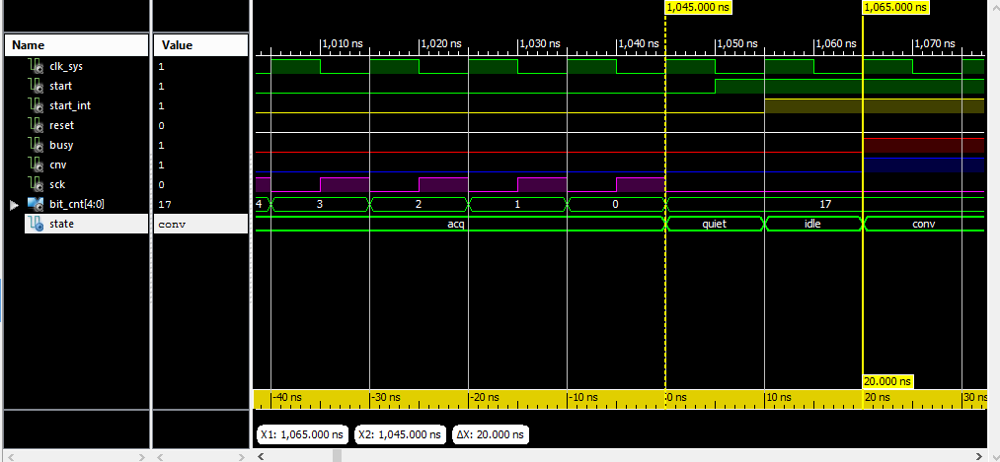 1,045.000 ns 1,065.000 ns
Name Value
1,010 ns 1,020 ns 1,030 ns 1,040 ns 1,050 ns 1,060 ns 1,070 ns
clk_sys 1
start 1
start_int 1
reset 0
busy 1
cnv 1
sck 0
bit_cnt[4:0] 17 4 3 2 1 0 17
state conv acq quiet idle conv
20.000 ns
-40 ns -30 ns -20 ns -10 ns 0 ns 10 ns 20 ns 30 ns
X1: 1,065.000 ns X2: 1,045.000 ns ΔX: 20.000 ns